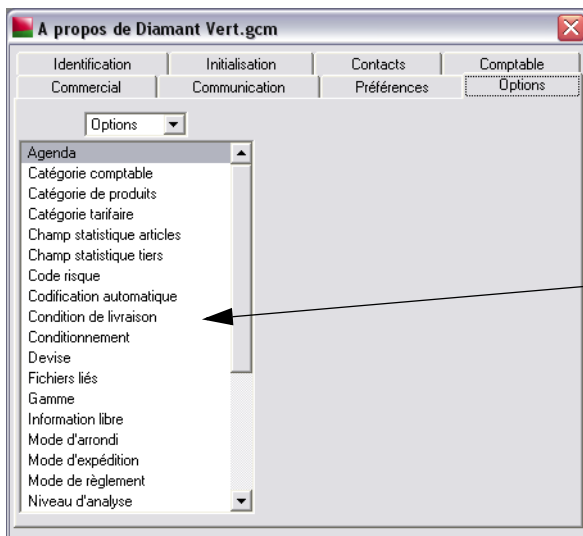 A propos de Diamant Vert.gcm
Identification Initialisation Contacts Comptable
Commercial Communication Préférences Options
Options
Agenda
Catégorie comptable
Catégorie de produits
Catégorie tarifaire
Champ statistique articles
Champ statistique tiers
Code risque
Codification automatique
Condition de livraison
Conditionnement
Devise
Fichiers liés
Gamme
Information libre
Mode d'arrondi
Mode d'expédition
Mode de règlement
Niveau d'analyse